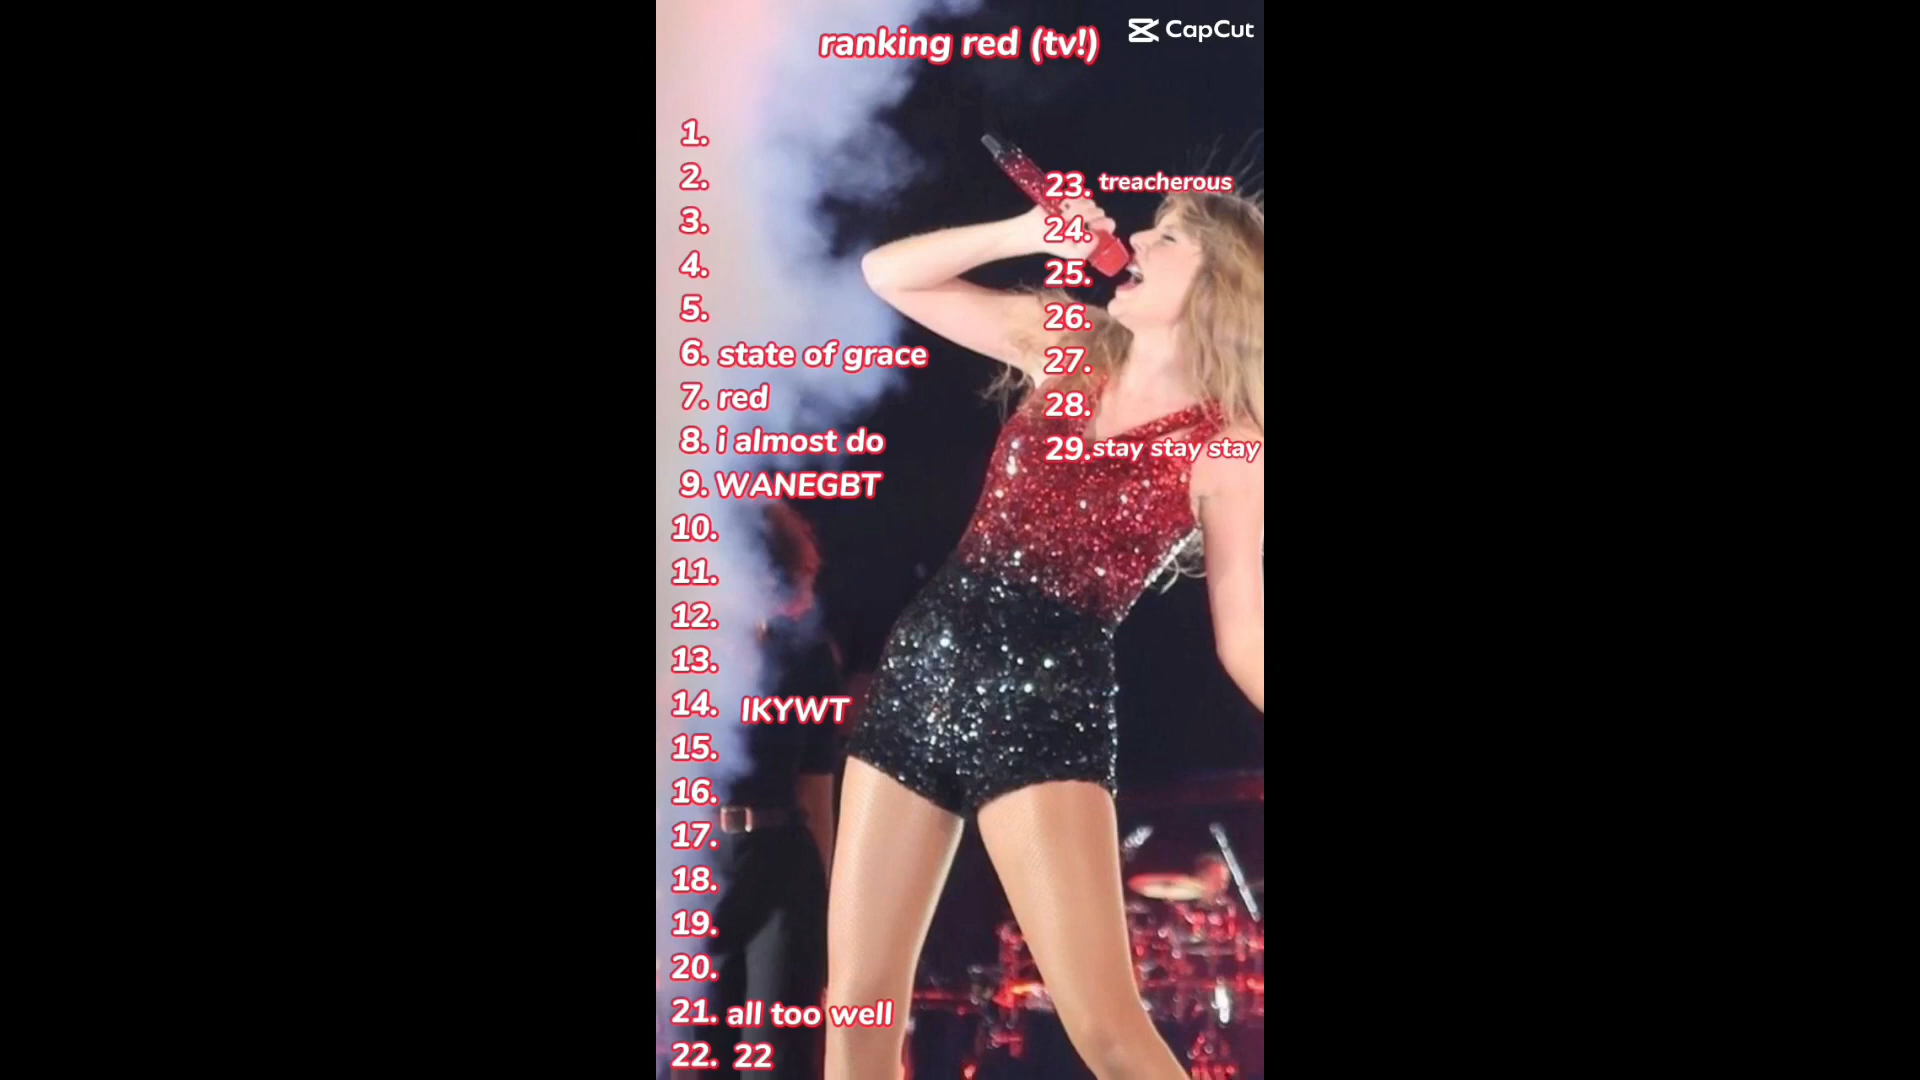 ranking red (tv!)
CapCut
1.
2.
3.
4.
5.
6. state of grace
7. red
8. i almost do
9. WANEGBT
10.
11.
12.
13.
14. IKYWT
15.
16.
17.
18.
19.
20.
21. all too well
22. 22
23. treacherous
24.
25.
26.
27.
28.
29. stay stay stay